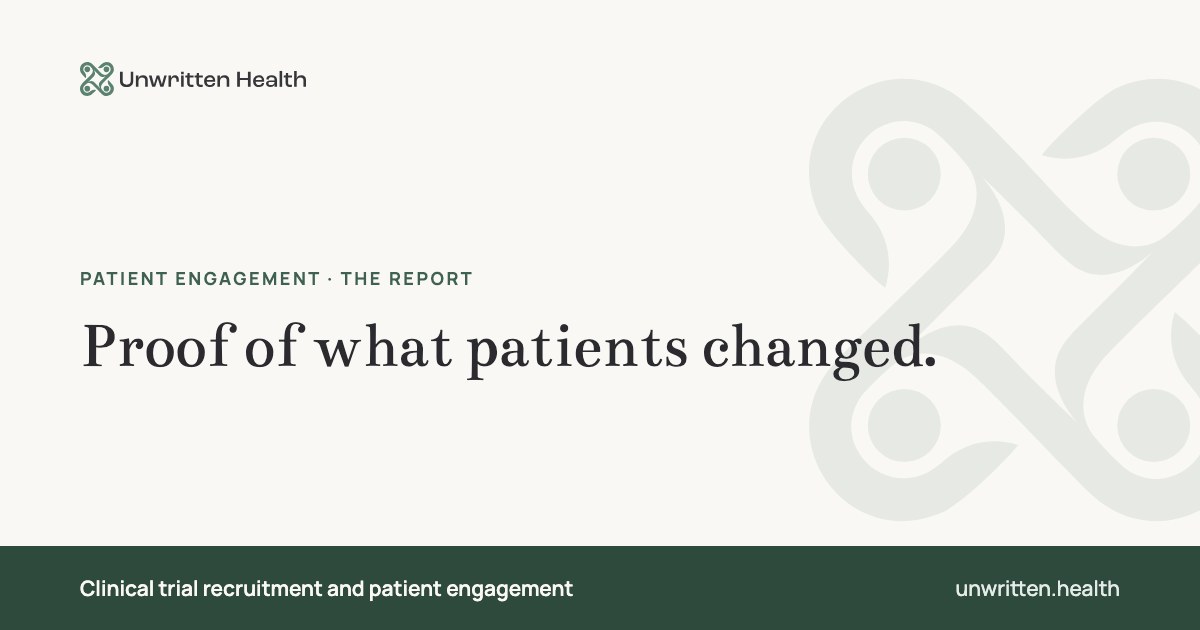 Unwritten Health
PATIENT ENGAGEMENT · THE REPORT
Proof of what patients changed.
Clinical trial recruitment and patient engagement
unwritten.health